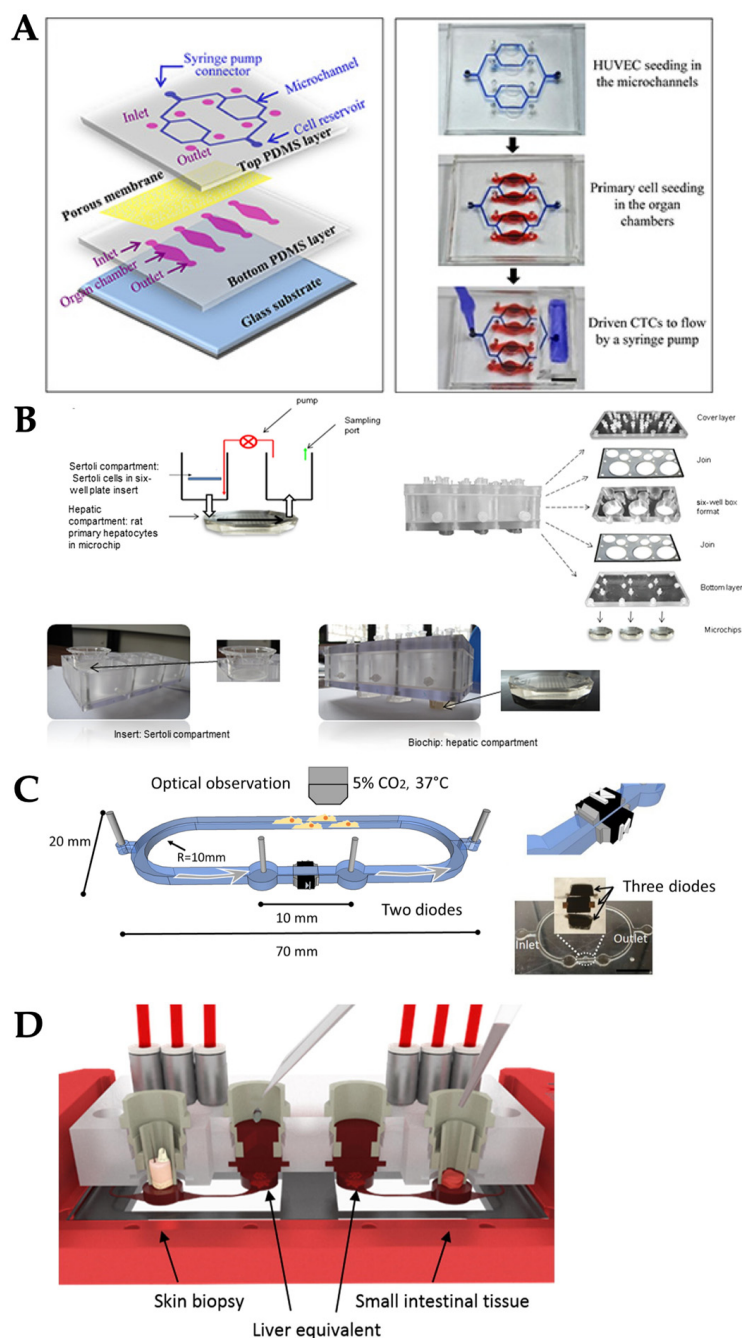 A
Syringe pump
connector
Microchannel
Inlet
Cell reservoir
Outlet
Top PDMS layer
Porous membrane
Inlet
Organ chamber
Outlet
Bottom PDMS layer
Glass substrate
HUVEC seeding in
the microchannels
Primary cell seeding
in the organ
chambers
Driven CTCs to flow
by a syringe pump
B
pump
Sampling
port
Sertoli compartment:
Sertoli cells in six-
well plate insert
Hepatic
compartment: rat
primary hepatocytes
in microchip
Cover layer
Join
six-well box
format
Join
Bottom layer
Microchips
Insert: Sertoli compartment
Biochip: hepatic compartment
C
Optical observation
5% CO2, 37°C
20 mm
R=10mm
10 mm
Two diodes
70 mm
Three diodes
Inlet
Outlet
D
Skin biopsy
Small intestinal tissue
Liver equivalent